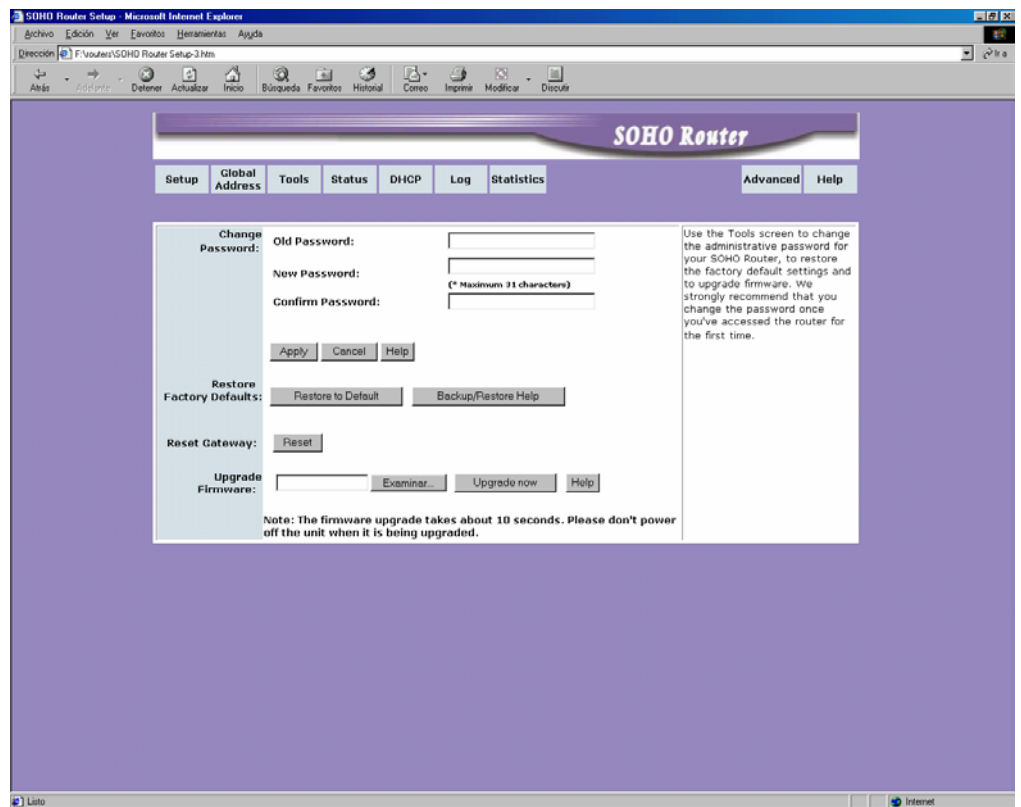 SOHO Router Setup - Microsoft Internet Explorer
Archivo Edición Ver Favoritos Herramientas Ayuda
Dirección F:\routers\SOHO Router Setup-3.htm Ir a
Atrás Adelante Detener Actualizar Inicio Búsqueda Favoritos Historial Correo Imprimir Modificar Discutir
SOHO Router
Setup Global Address Tools Status DHCP Log Statistics Advanced Help
Change Password:
Old Password:
New Password:
(* Maximum 31 characters)
Confirm Password:
Apply Cancel Help
Restore Factory Defaults:
Restore to Default Backup/Restore Help
Reset Gateway: Reset
Upgrade Firmware:
Examinar... Upgrade now Help
Note: The firmware upgrade takes about 10 seconds. Please don't power
off the unit when it is being upgraded.
Use the Tools screen to change
the administrative password for
your SOHO Router, to restore
the factory default settings and
to upgrade firmware. We
strongly recommend that you
change the password once
you've accessed the router for
the first time.
Listo Internet